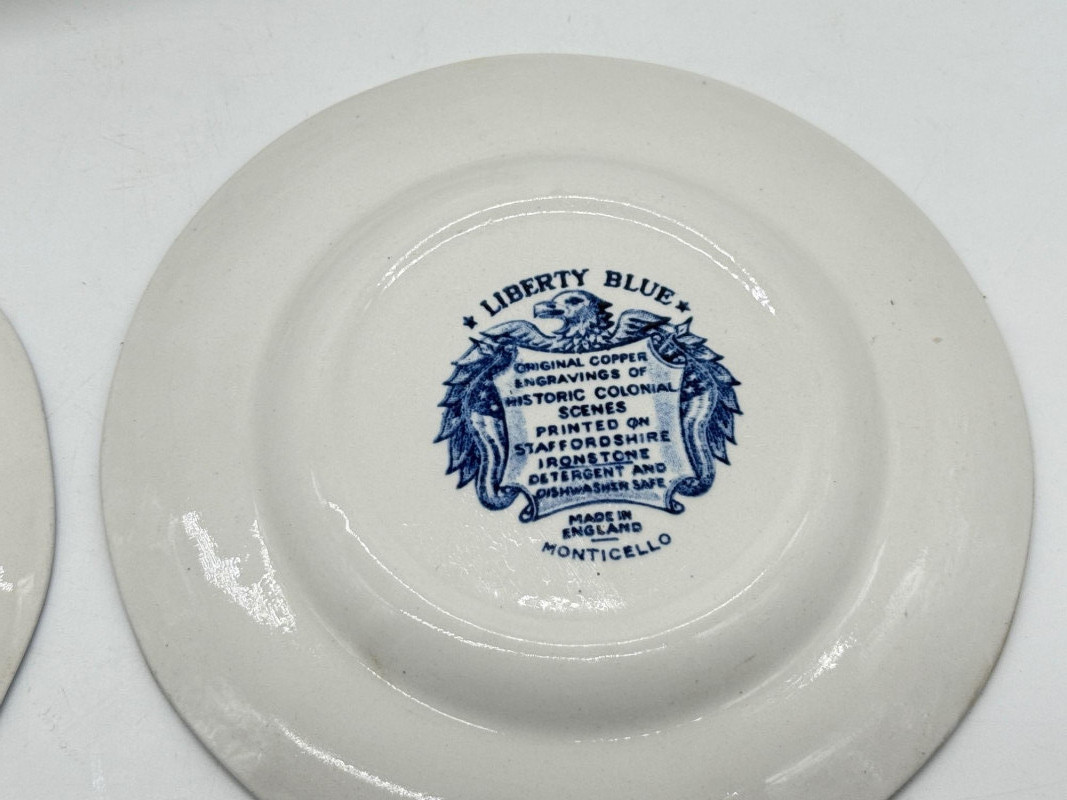 ★ LIBERTY BLUE ★
ORIGINAL COPPER
ENGRAVINGS OF
HISTORIC COLONIAL
SCENES
PRINTED ON
STAFFORDSHIRE
IRONSTONE
DETERGENT AND
DISHWASHER SAFE
MADE IN
ENGLAND
MONTICELLO